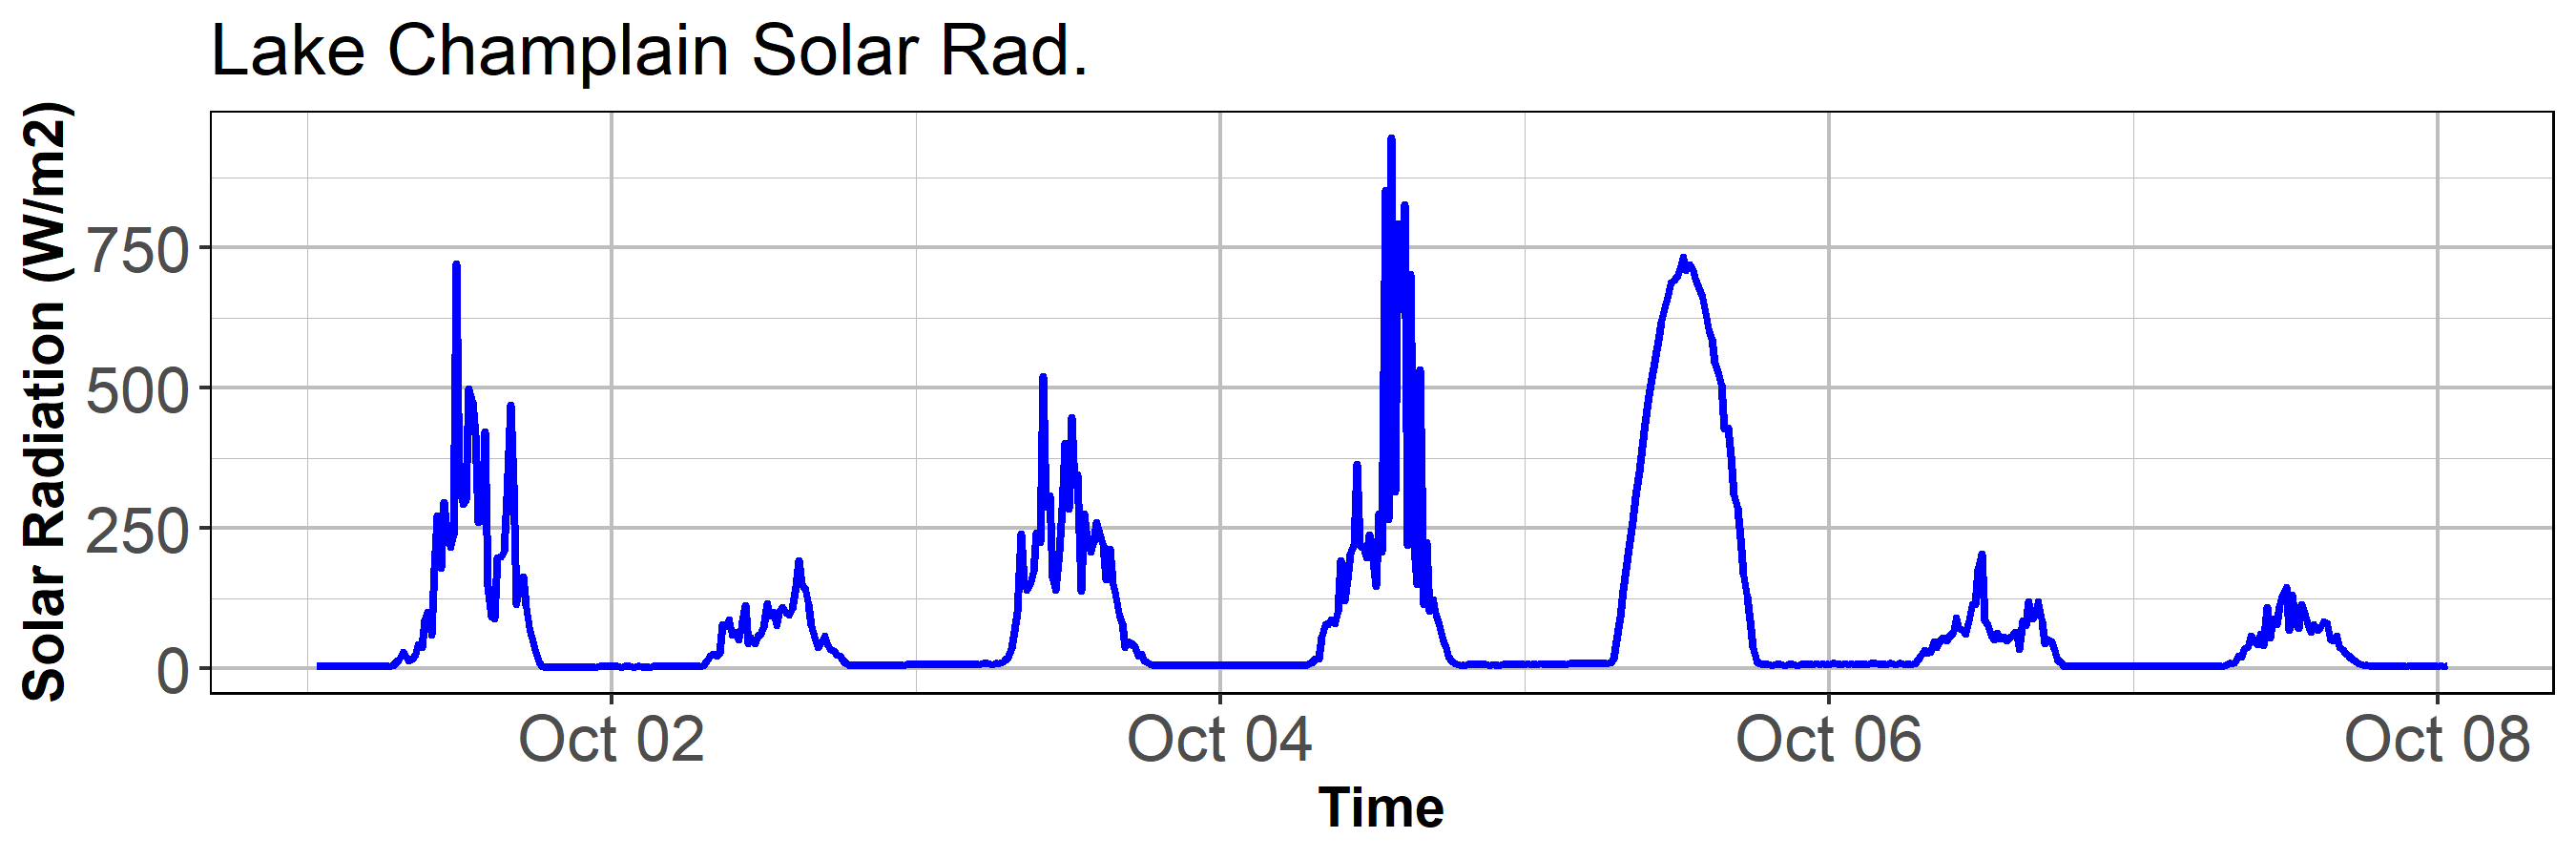 Lake Champlain Solar Rad.
Solar Radiation (W/m2)
750
500
250
0
Oct 02 Oct 04 Oct 06 Oct 08
Time